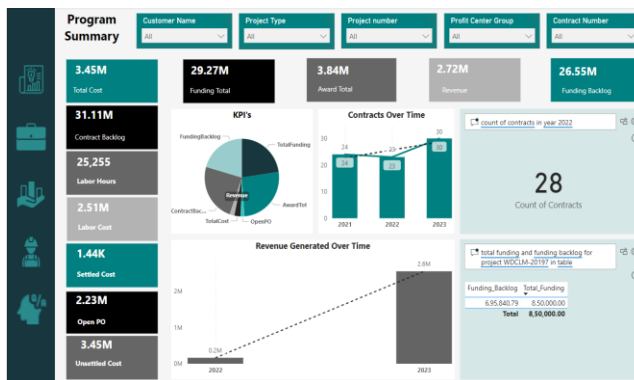 Program
Summary
Customer Name
All
Project Type
All
Project number
All
Profit Center Group
All
Contract Number
All
3.45M
Total Cost
29.27M
Funding Total
3.84M
Award Total
2.72M
Revenue
26.55M
Funding Backlog
31.11M
Contract Backlog
25,255
Labor Hours
2.51M
Labor Cost
1.44K
Settled Cost
2.23M
Open PO
3.45M
Unsettled Cost
KPI's
FundingBacklog
TotalFunding
Revenue
ContractBac...
TotalCost
OpenPO
AwardTot
Contracts Over Time
30
20
10
0
24
23
30
24
23
30
2021
2022
2023
count of contracts in year 2022
28
Count of Contracts
Revenue Generated Over Time
2M
1M
0M
0.2M
2.6M
2022
2023
total funding and funding backlog for
project WDCLM-20197 in table
Funding_Backlog Total_Funding
6,95,840.79 8,50,000.00
Total 8,50,000.00